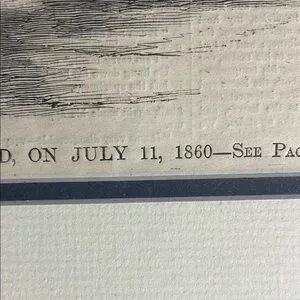 D, ON JULY 11, 1860—SEE PAG